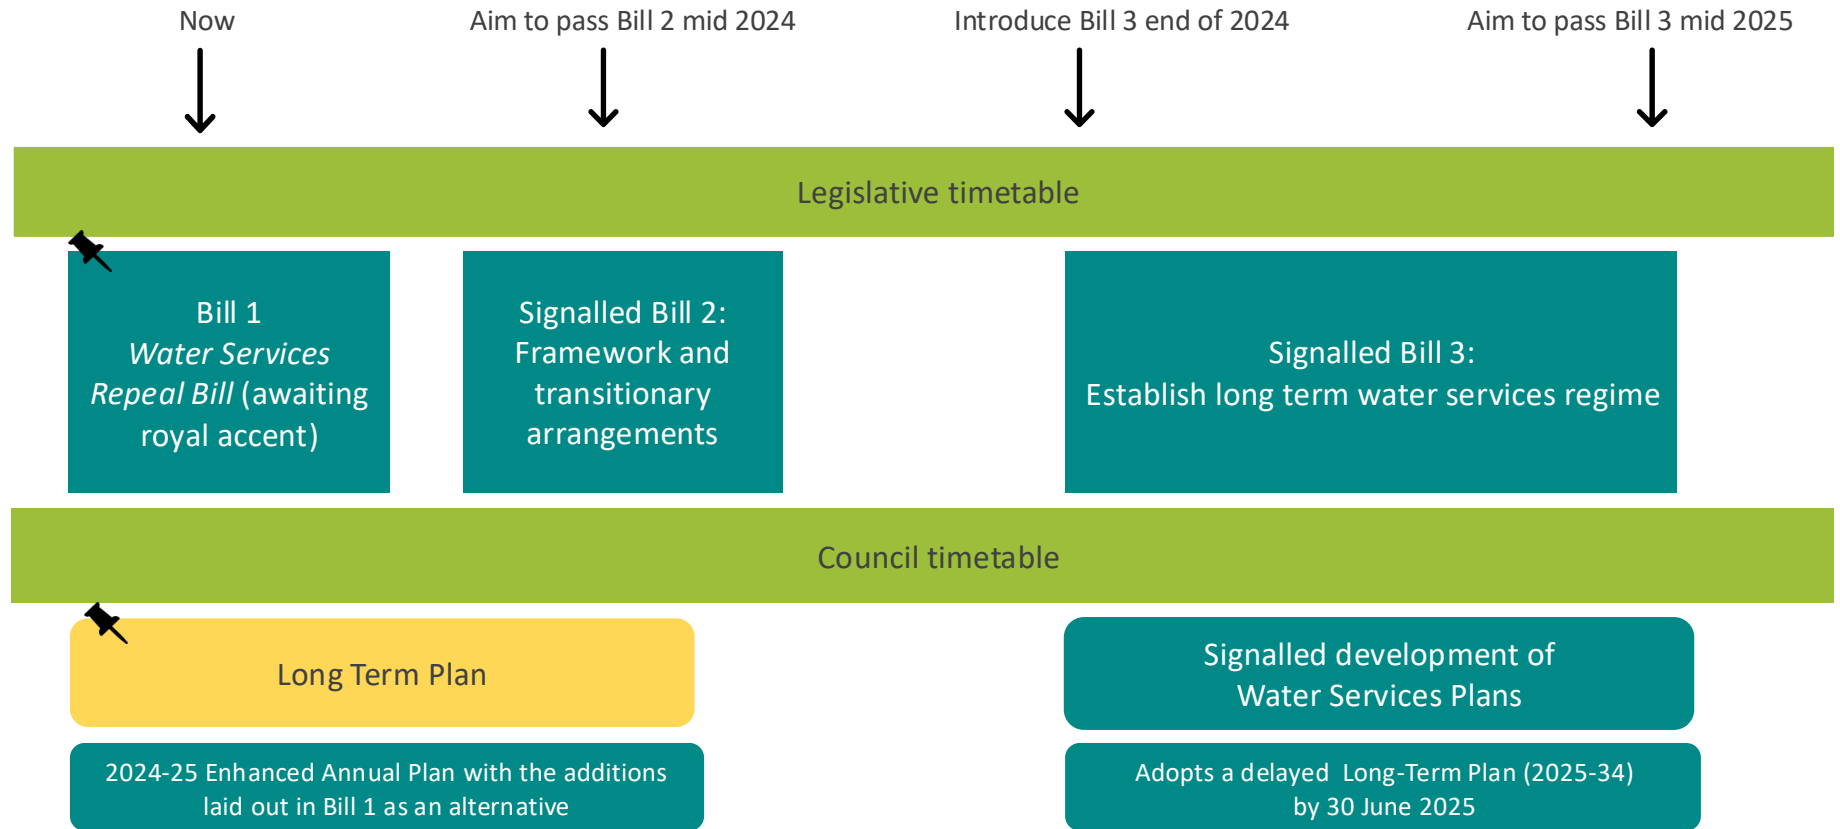 Now
Aim to pass Bill 2 mid 2024
Introduce Bill 3 end of 2024
Aim to pass Bill 3 mid 2025
Legislative timetable
Bill 1
Water Services
Repeal Bill (awaiting
royal accent)
Signalled Bill 2:
Framework and
transitionary
arrangements
Signalled Bill 3:
Establish long term water services regime
Council timetable
Long Term Plan
Signalled development of
Water Services Plans
2024-25 Enhanced Annual Plan with the additions
laid out in Bill 1 as an alternative
Adopts a delayed Long-Term Plan (2025-34)
by 30 June 2025